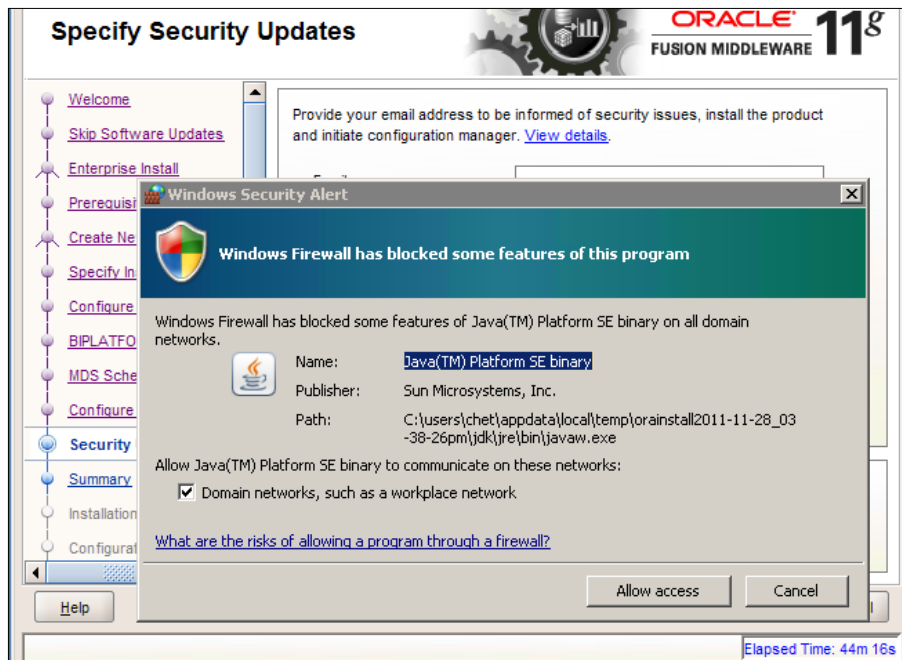 Specify Security Updates
ORACLE
FUSION MIDDLEWARE 11g
Welcome
Skip Software Updates
Enterprise Install
Prerequisi
Create Ne
Specify In
Configure
BIPLATFO
MDS Sche
Configure
Security
Summary
Installation
Configurat
Provide your email address to be informed of security issues, install the product
and initiate configuration manager. View details.
Windows Security Alert
Windows Firewall has blocked some features of this program
Windows Firewall has blocked some features of Java(TM) Platform SE binary on all domain
networks.
Name: Java(TM) Platform SE binary
Publisher: Sun Microsystems, Inc.
Path: C:\users\chet\appdata\local\temp\orainstall2011-11-28_03
-38-26pm\jdk\jre\bin\javaw.exe
Allow Java(TM) Platform SE binary to communicate on these networks:
Domain networks, such as a workplace network
What are the risks of allowing a program through a firewall?
Allow access
Cancel
Help
Elapsed Time: 44m 16s